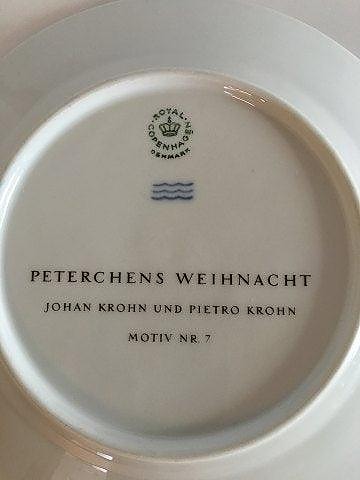 ROYAL
COPENHAGEN
DENMARK
PETERCHENS WEIHNACHT
JOHAN KROHN UND PIETRO KROHN
MOTIV NR. 7